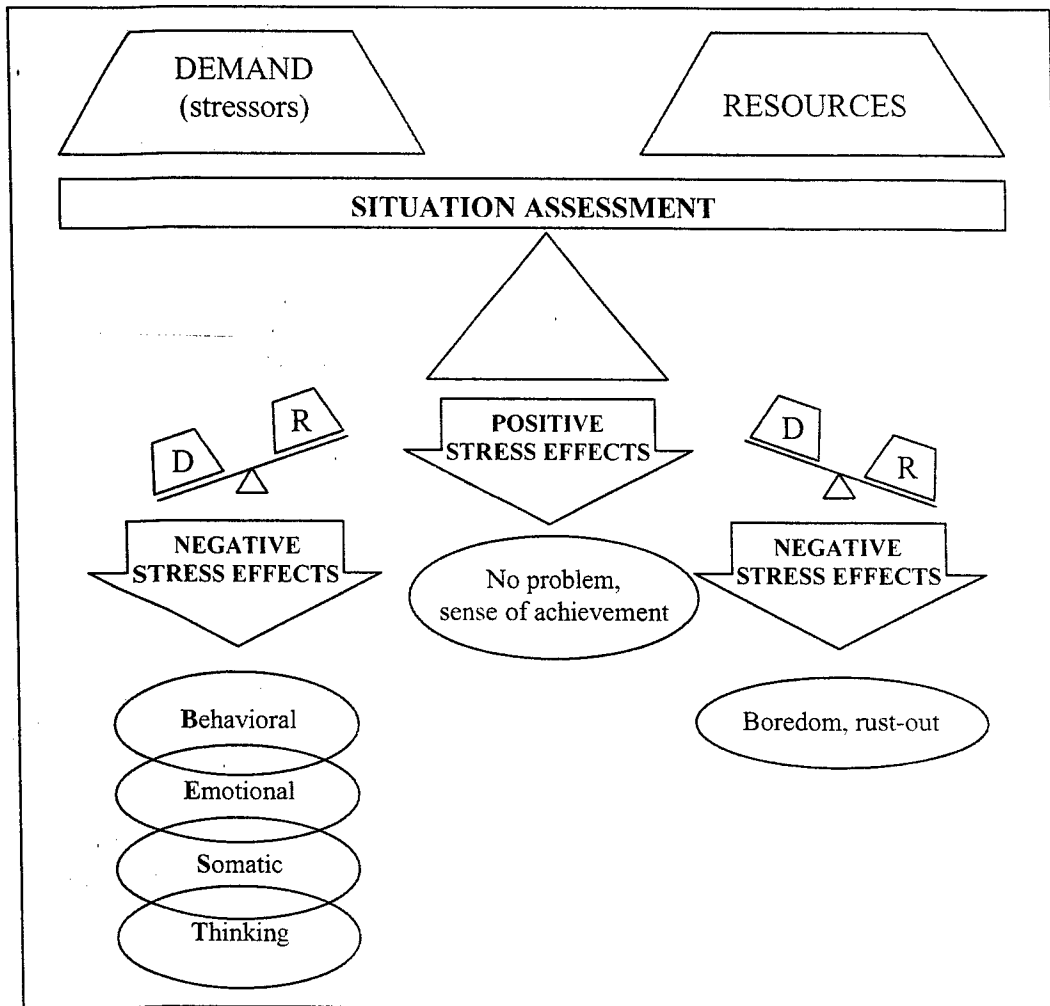 DEMAND
(stressors)
RESOURCES
SITUATION ASSESSMENT
D
R
POSITIVE
STRESS EFFECTS
D
R
NEGATIVE
STRESS EFFECTS
No problem,
sense of achievement
NEGATIVE
STRESS EFFECTS
Behavioral
Emotional
Somatic
Thinking
Boredom, rust-out